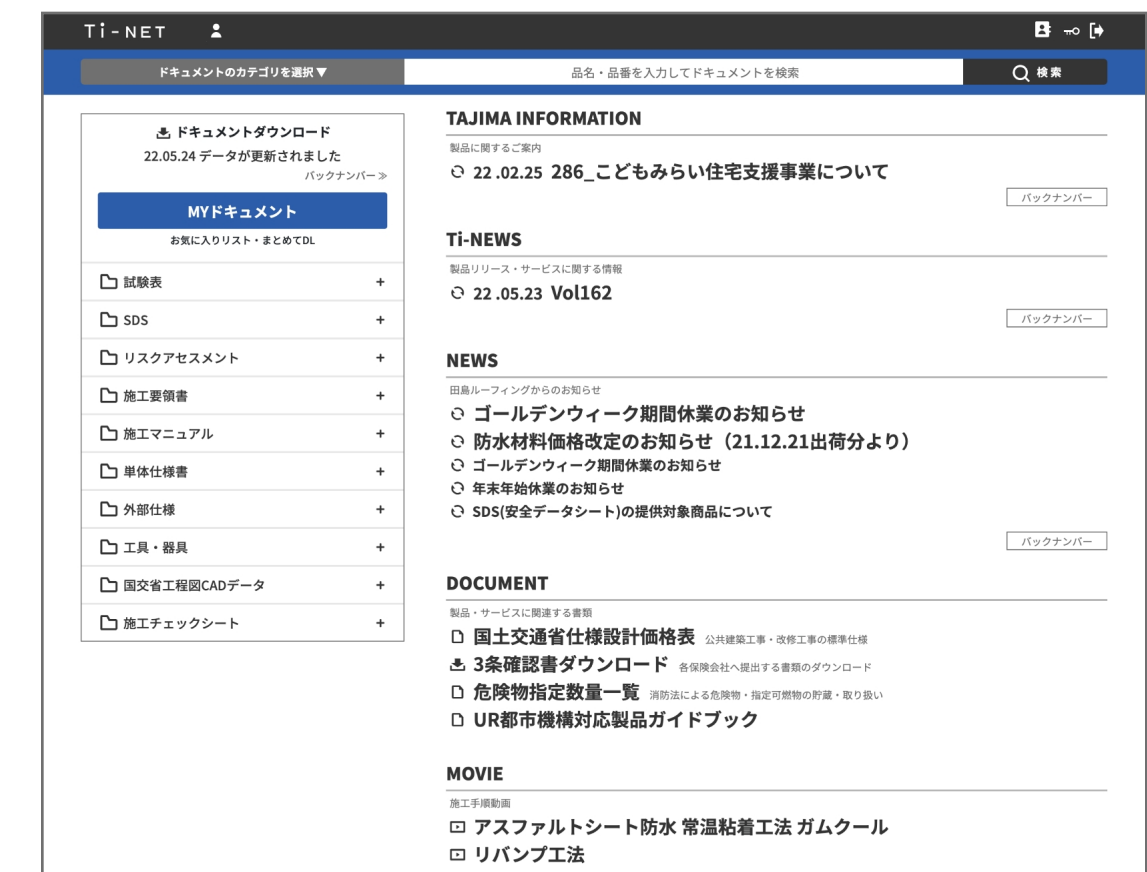 Ti-NET
ドキュメントのカテゴリを選択▼
品名・品番を入力してドキュメントを検索
検索
ドキュメントダウンロード
22.05.24 データが更新されました
バックナンバー≫
MYドキュメント
お気に入りリスト・まとめてDL
試験表 +
SDS +
リスクアセスメント +
施工要領書 +
施工マニュアル +
単体仕様書 +
外部仕様 +
工具・器具 +
国交省工程図CADデータ +
施工チェックシート +
TAJIMA INFORMATION
製品に関するご案内
22 .02.25 286_こどもみらい住宅支援事業について
バックナンバー
Ti-NEWS
製品リリース・サービスに関する情報
22 .05.23 Vol162
バックナンバー
NEWS
田島ルーフィングからのお知らせ
ゴールデンウィーク期間休業のお知らせ
防水材料価格改定のお知らせ（21.12.21出荷分より）
ゴールデンウィーク期間休業のお知らせ
年末年始休業のお知らせ
SDS(安全データシート)の提供対象商品について
バックナンバー
DOCUMENT
製品・サービスに関連する書類
国土交通省仕様設計価格表 公共建築工事・改修工事の標準仕様
3条確認書ダウンロード 各保険会社へ提出する書類のダウンロード
危険物指定数量一覧 消防法による危険物・指定可燃物の貯蔵・取り扱い
UR都市機構対応製品ガイドブック
MOVIE
施工手順動画
アスファルトシート防水 常温粘着工法 ガムクール
リバンプ工法